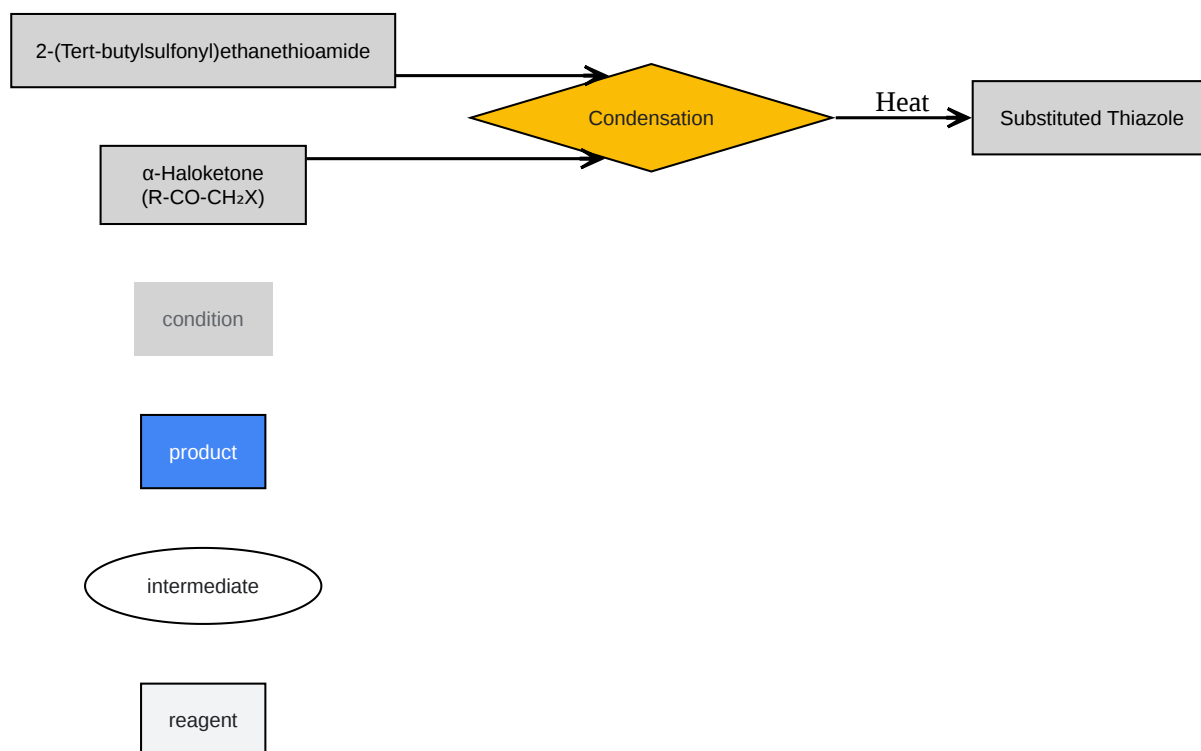 2-(Tert-butylsulfonyl)ethanethioamide
Condensation
Heat
Substituted Thiazole
α-Haloketone
(R-CO-CH₂X)
condition
product
intermediate
reagent